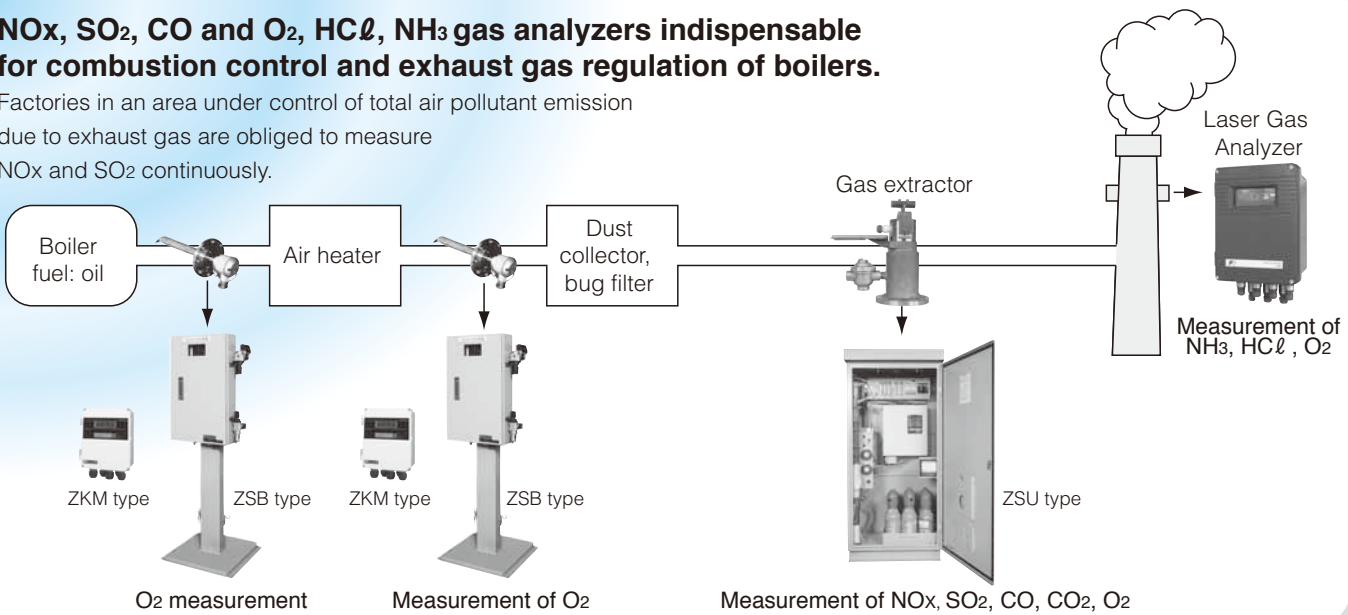 NOx, SO₂, CO and O₂, HCℓ, NH₃ gas analyzers indispensable
for combustion control and exhaust gas regulation of boilers.
Factories in an area under control of total air pollutant emission
due to exhaust gas are obliged to measure
NOx and SO₂ continuously.
Laser Gas
Analyzer
Gas extractor
Boiler
fuel: oil
Air heater
Dust
collector,
bug filter
Measurement of
NH₃, HCℓ , O₂
ZKM type
ZSB type
ZKM type
ZSB type
ZSU type
O₂ measurement
Measurement of O₂
Measurement of NOx, SO₂, CO, CO₂, O₂